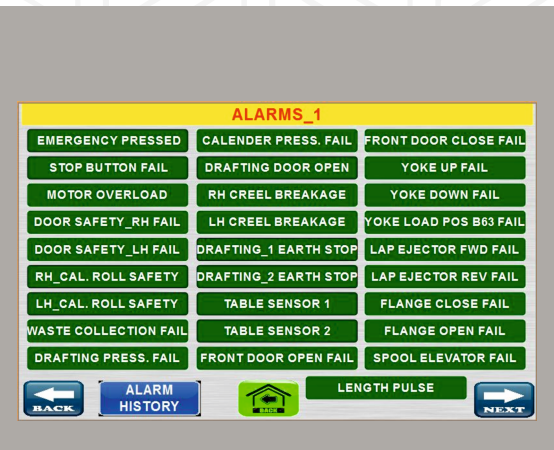 ALARMS_1
EMERGENCY PRESSED
CALENDER PRESS. FAIL
FRONT DOOR CLOSE FAIL
STOP BUTTON FAIL
DRAFTING DOOR OPEN
YOKE UP FAIL
MOTOR OVERLOAD
RH CREEL BREAKAGE
YOKE DOWN FAIL
DOOR SAFETY_RH FAIL
LH CREEL BREAKAGE
YOKE LOAD POS B63 FAIL
DOOR SAFETY_LH FAIL
DRAFTING_1 EARTH STOP
LAP EJECTOR FWD FAIL
RH_CAL. ROLL SAFETY
DRAFTING_2 EARTH STOP
LAP EJECTOR REV FAIL
LH_CAL. ROLL SAFETY
TABLE SENSOR 1
FLANGE CLOSE FAIL
WASTE COLLECTION FAIL
TABLE SENSOR 2
FLANGE OPEN FAIL
DRAFTING PRESS. FAIL
FRONT DOOR OPEN FAIL
SPOOL ELEVATOR FAIL
BACK
ALARM
HISTORY
BACK
LENGTH PULSE
NEXT